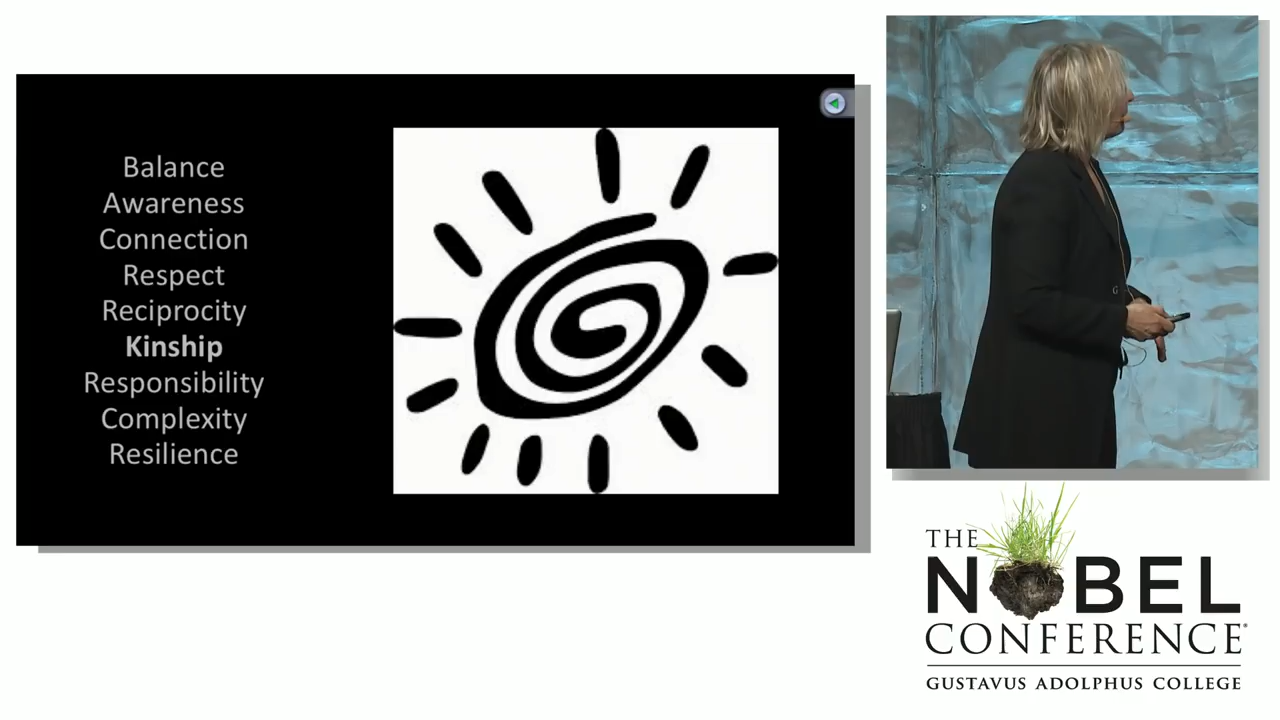 Balance
Awareness
Connection
Respect
Reciprocity
Kinship
Responsibility
Complexity
Resilience
THE
NOBEL
CONFERENCE®
GUSTAVUS ADOLPHUS COLLEGE